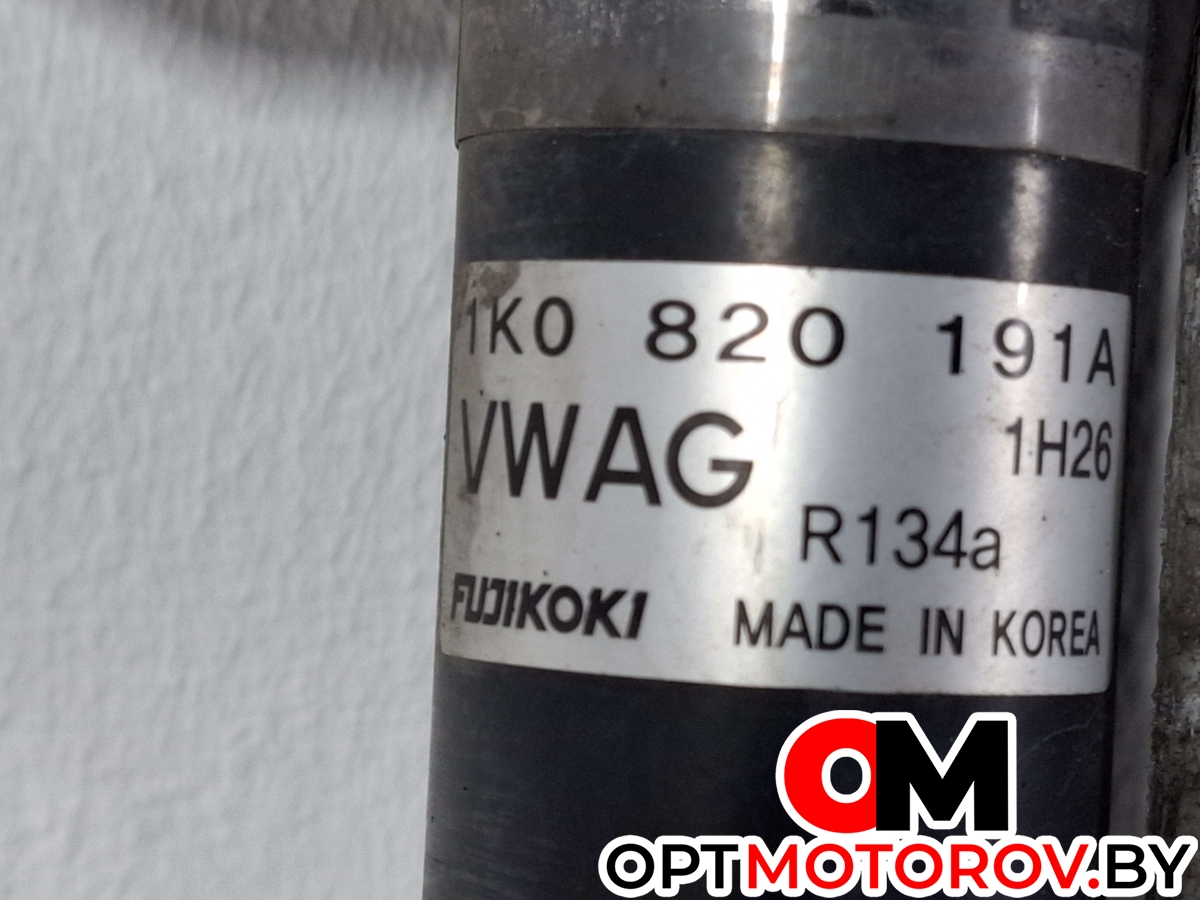 1K0 820 191A
VWAG 1H26
R134a
FUJIKOKI MADE IN KOREA
OM
OPTMOTOROV.BY